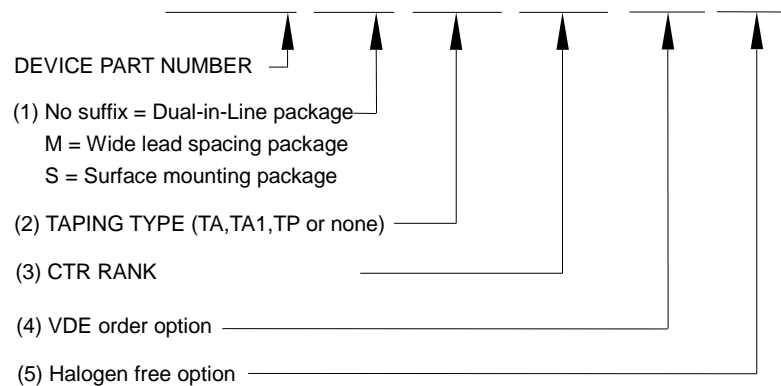 DEVICE PART NUMBER
(1) No suffix = Dual-in-Line package
M = Wide lead spacing package
S = Surface mounting package
(2) TAPING TYPE (TA,TA1,TP or none)
(3) CTR RANK
(4) VDE order option
(5) Halogen free option